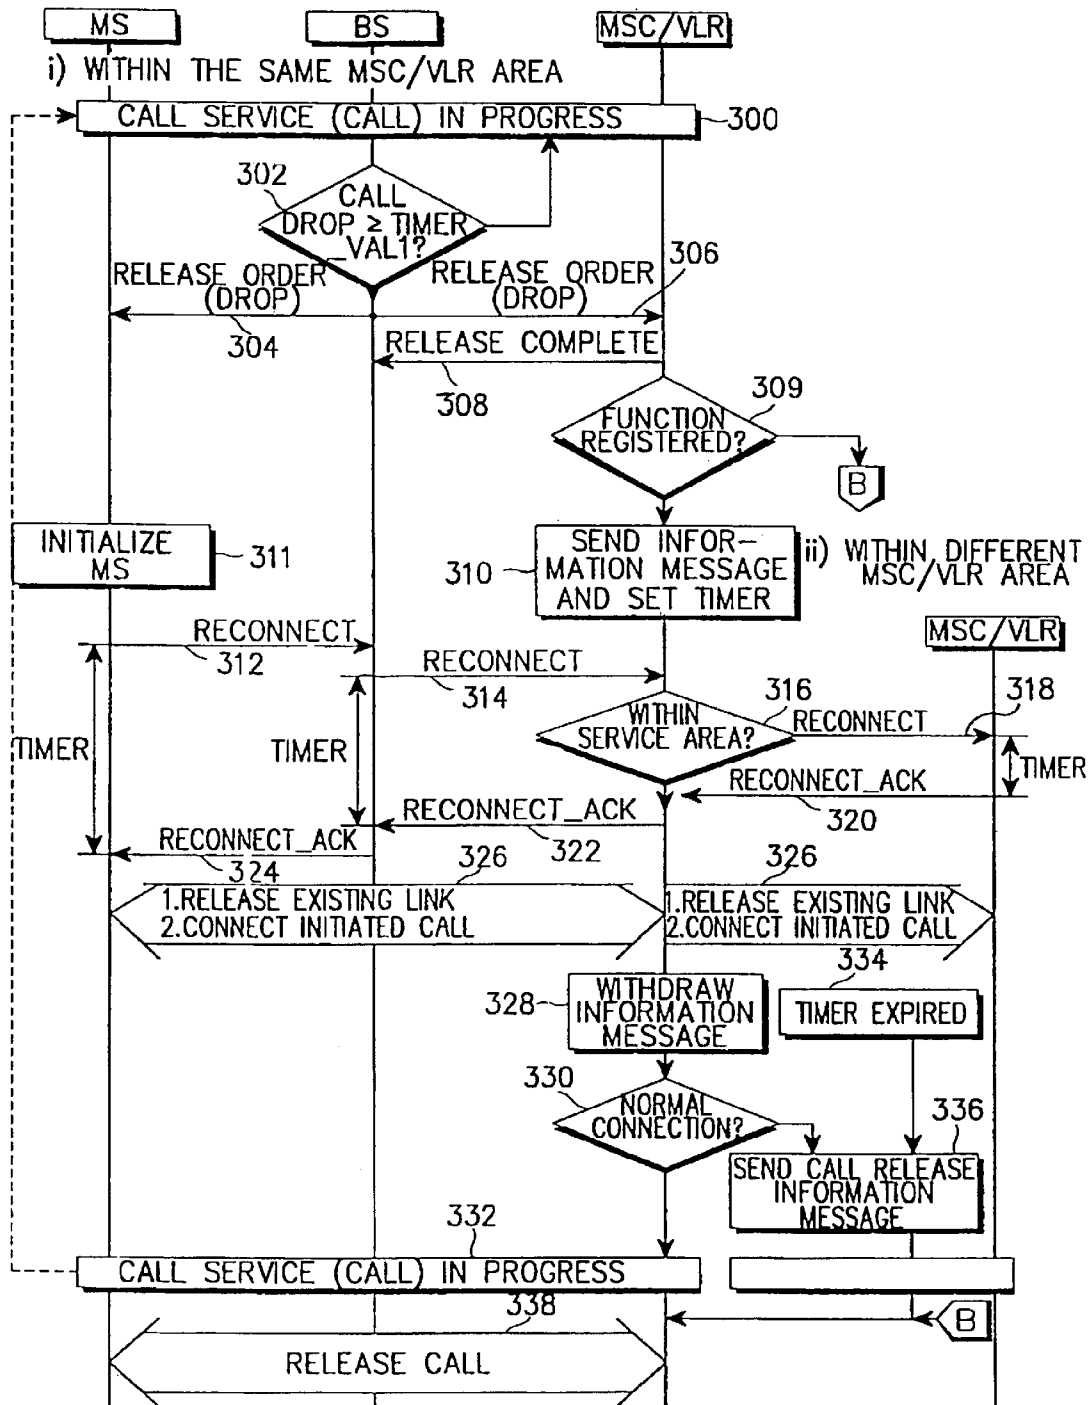 MS
BS
MSC/VLR
i) WITHIN THE SAME MSC/VLR AREA
CALL SERVICE (CALL) IN PROGRESS
300
302
CALL
DROP ≥ TIMER
_VAL1?
RELEASE ORDER
(DROP)
304
RELEASE ORDER
(DROP)
306
RELEASE COMPLETE
308
309
FUNCTION
REGISTERED?
B
INITIALIZE
MS
311
310
SEND INFOR-
MATION MESSAGE
AND SET TIMER
ii) WITHIN DIFFERENT
MSC/VLR AREA
MSC/VLR
RECONNECT
312
RECONNECT
314
316
WITHIN
SERVICE AREA?
RECONNECT
318
TIMER
TIMER
TIMER
RECONNECT_ACK
320
RECONNECT_ACK
322
RECONNECT_ACK
324
326
1.RELEASE EXISTING LINK
2.CONNECT INITIATED CALL
326
1.RELEASE EXISTING LINK
2.CONNECT INITIATED CALL
328
WITHDRAW
INFORMATION
MESSAGE
334
TIMER EXPIRED
330
NORMAL
CONNECTION?
336
SEND CALL RELEASE
INFORMATION
MESSAGE
332
CALL SERVICE (CALL) IN PROGRESS
338
B
RELEASE CALL